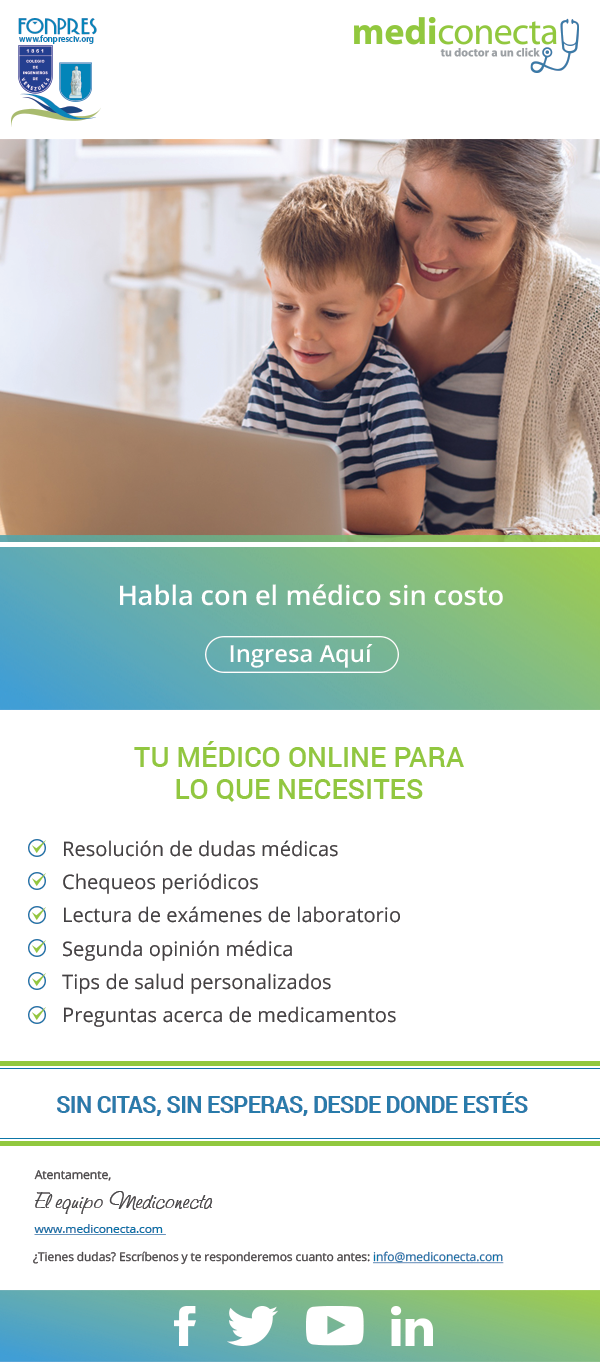 FONPRES
www.fonpresciv.org
1861
COLEGIO
DE
INGENIEROS
DE
VENEZUELA
mediconecta
tu doctor a un click
Habla con el médico sin costo
Ingresa Aquí
TU MÉDICO ONLINE PARA
LO QUE NECESITES
Resolución de dudas médicas
Chequeos periódicos
Lectura de exámenes de laboratorio
Segunda opinión médica
Tips de salud personalizados
Preguntas acerca de medicamentos
SIN CITAS, SIN ESPERAS, DESDE DONDE ESTÉS
Atentamente,
El equipo Mediconecta
www.mediconecta.com
¿Tienes dudas? Escríbenos y te responderemos cuanto antes: info@mediconecta.com